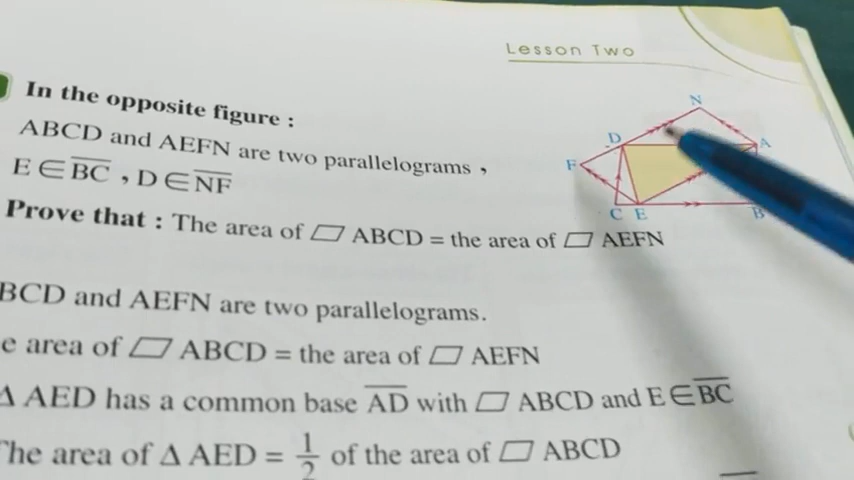 Lesson Two
In the opposite figure :
ABCD and AEFN are two parallelograms ,
E ∈ BC , D ∈ NF
Prove that : The area of ▱ ABCD = the area of ▱ AEFN
N
D
A
F
C E
B
BCD and AEFN are two parallelograms.
e area of ▱ ABCD = the area of ▱ AEFN
Δ AED has a common base AD with ▱ ABCD and E ∈ BC
The area of Δ AED = 1/2 of the area of ▱ ABCD